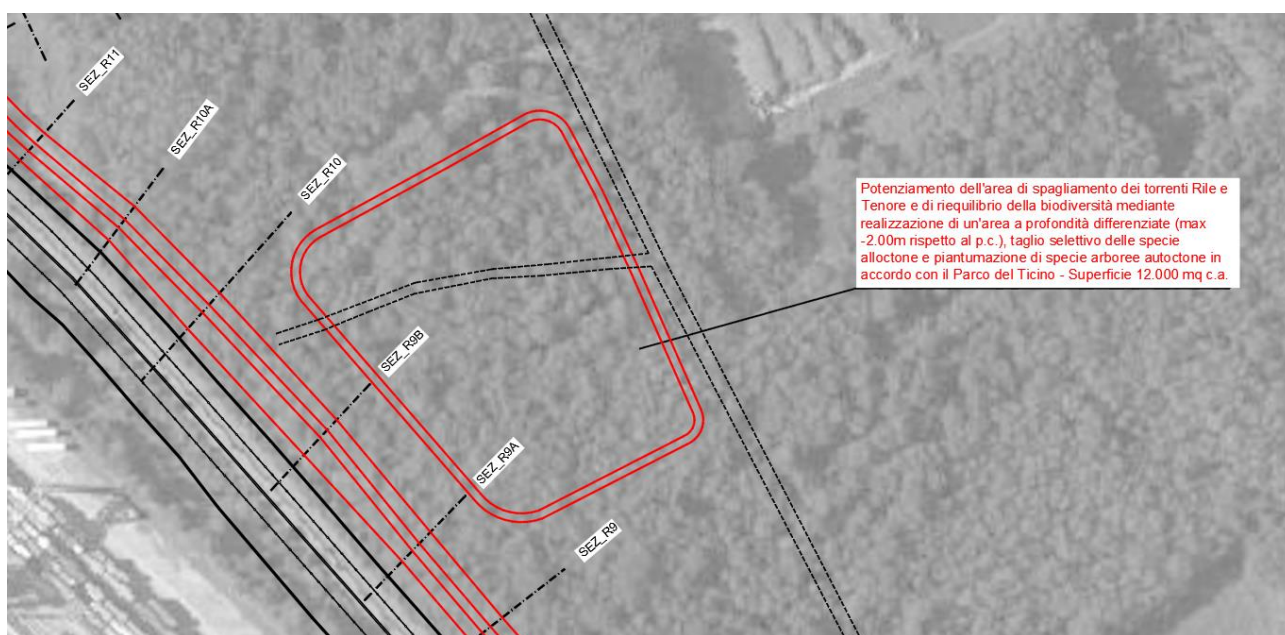 SEZ_R11
SEZ_R10A
SEZ_R10
SEZ_R9B
SEZ_R9A
SEZ_R9
Potenziamento dell'area di spagliamento dei torrenti Rile e
Tenore e di riequilibrio della biodiversità mediante
realizzazione di un'area a profondità differenziate (max
-2.00m rispetto al p.c.), taglio selettivo delle specie
alloctone e piantumazione di specie arboree autoctone in
accordo con il Parco del Ticino - Superficie 12.000 mq c.a.